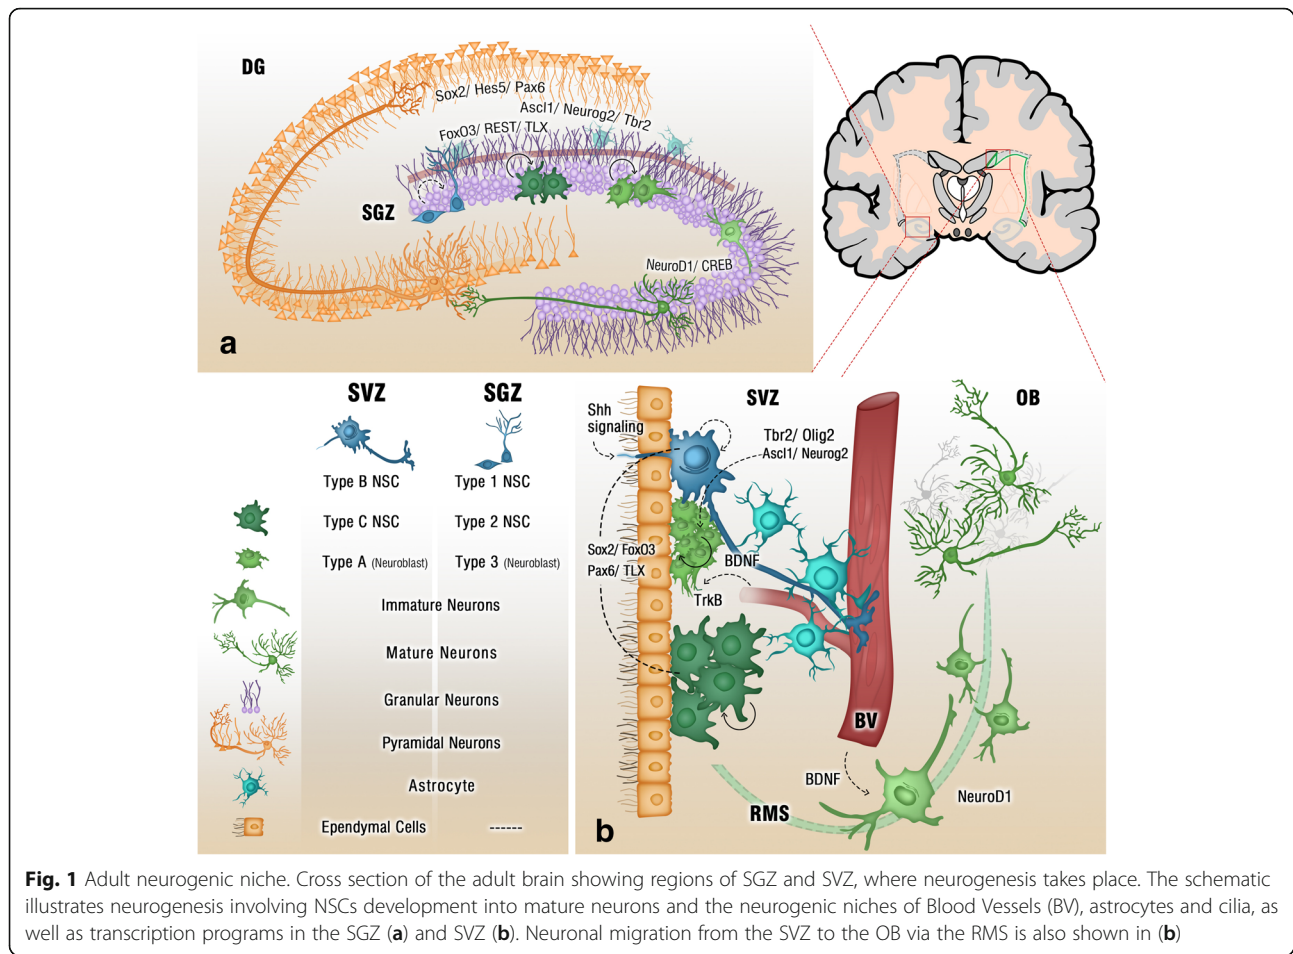 DG
Sox2/ Hes5/ Pax6
Ascl1/ Neurog2/ Tbr2
FoxO3/ REST/ TLX
SGZ
NeuroD1/ CREB
a
SVZ SGZ
Type B NSC Type 1 NSC
Type C NSC Type 2 NSC
Type A (Neuroblast) Type 3 (Neuroblast)
Immature Neurons
Mature Neurons
Granular Neurons
Pyramidal Neurons
Astrocyte
Ependymal Cells ------
SVZ
OB
Shh
signaling
Tbr2/ Olig2
Ascl1/ Neurog2
Sox2/ FoxO3
Pax6/ TLX
BDNF
TrkB
BV
BDNF
NeuroD1
RMS
b
Fig. 1 Adult neurogenic niche. Cross section of the adult brain showing regions of SGZ and SVZ, where neurogenesis takes place. The schematic
illustrates neurogenesis involving NSCs development into mature neurons and the neurogenic niches of Blood Vessels (BV), astrocytes and cilia, as
well as transcription programs in the SGZ (a) and SVZ (b). Neuronal migration from the SVZ to the OB via the RMS is also shown in (b)